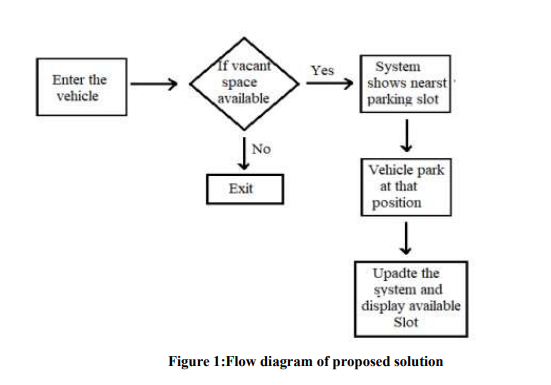 Enter the
vehicle
If vacant
space
available
Yes
System
shows nearst
parking slot
No
Exit
Vehicle park
at that
position
Upadte the
system and
display available
Slot
Figure 1:Flow diagram of proposed solution